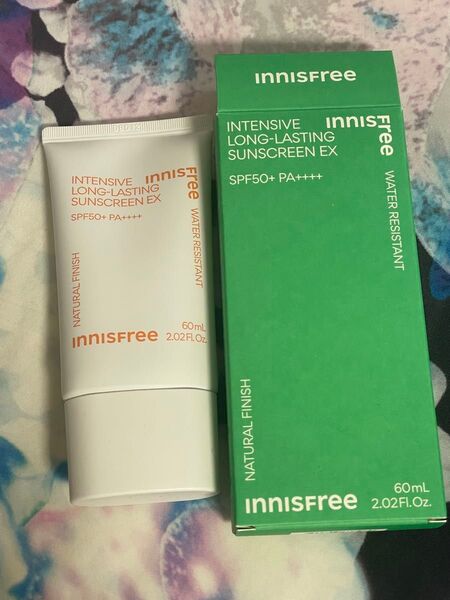 INTENSIVE
LONG-LASTING
SUNSCREEN EX
SPF50+ PA++++
innisFree
WATER RESISTANT
NATURAL FINISH
innisFree
60mL
2.02Fl.Oz.
innisFree
INTENSIVE
LONG-LASTING
SUNSCREEN EX
SPF50+ PA++++
innisFree
WATER RESISTANT
NATURAL FINISH
innisFree
60mL
2.02Fl.Oz.